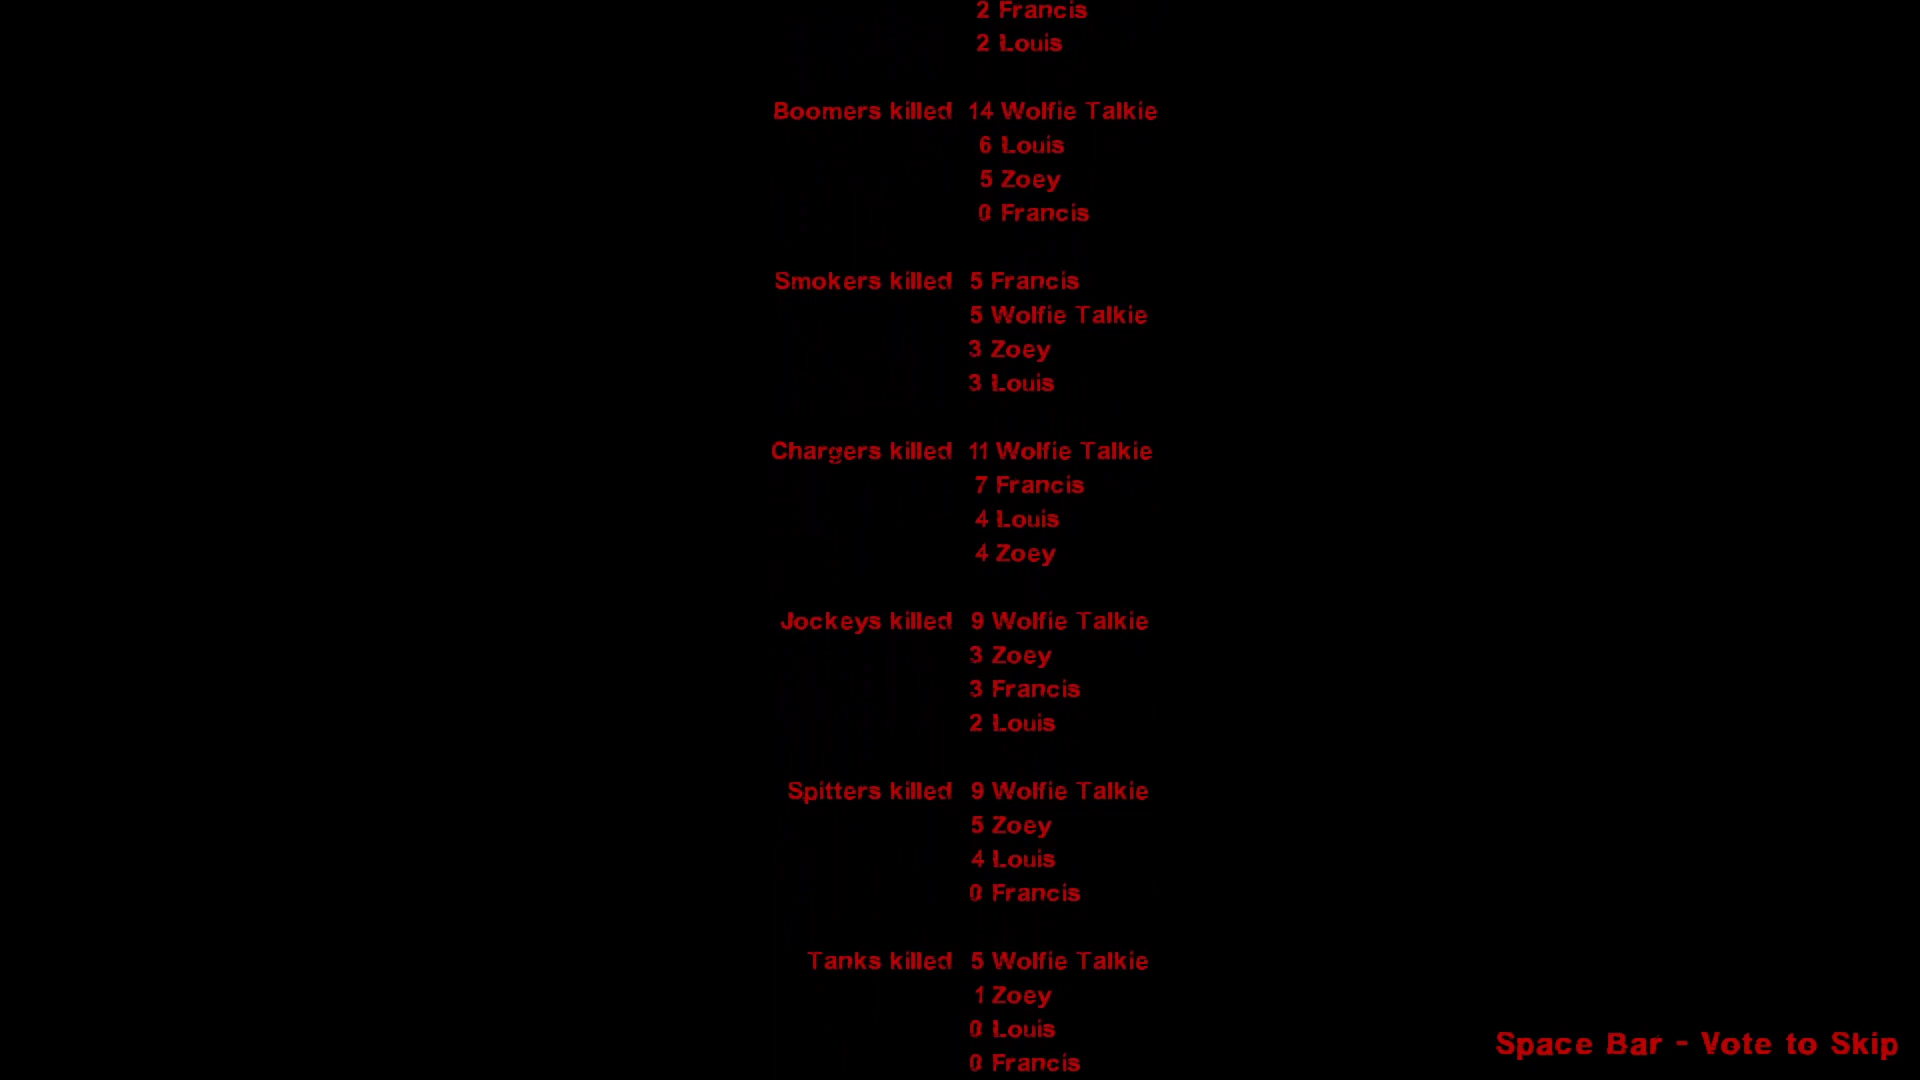 2 Francis
2 Louis
Boomers killed 14 Wolfie Talkie
6 Louis
5 Zoey
0 Francis
Smokers killed 5 Francis
5 Wolfie Talkie
3 Zoey
3 Louis
Chargers killed 11 Wolfie Talkie
7 Francis
4 Louis
4 Zoey
Jockeys killed 9 Wolfie Talkie
3 Zoey
3 Francis
2 Louis
Spitters killed 9 Wolfie Talkie
5 Zoey
4 Louis
0 Francis
Tanks killed 5 Wolfie Talkie
1 Zoey
0 Louis
0 Francis
Space Bar - Vote to Skip